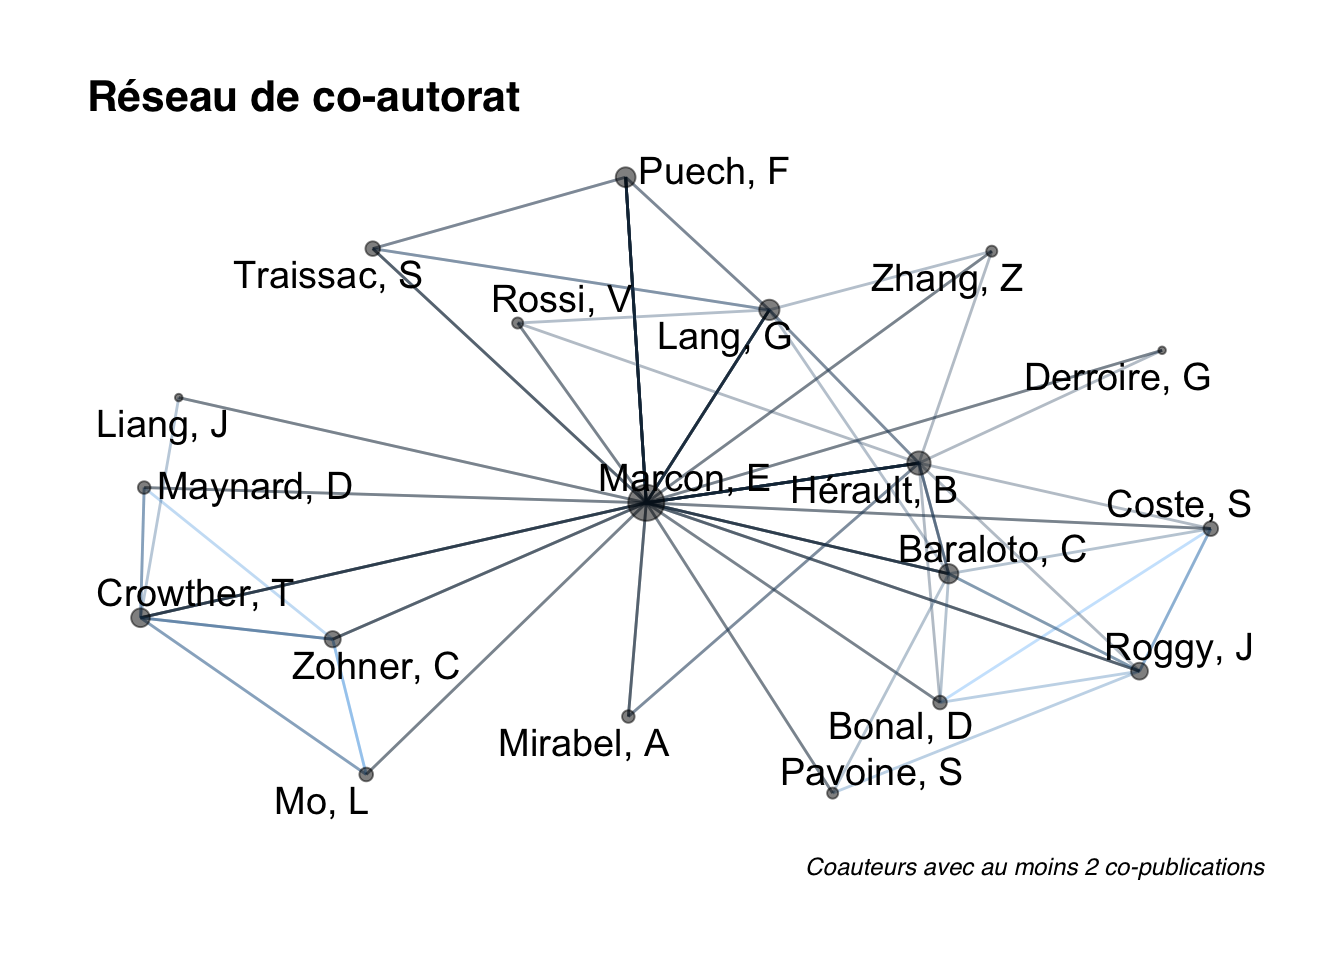 Réseau de co-autorat
Puech, F
Traissac, S
Zhang, Z
Rossi, V
Lang, G
Derroire, G
Liang, J
Maynard, D
Marcon, E
Hérault, B
Coste, S
Baraloto, C
Crowther, T
Zohner, C
Roggy, J
Mirabel, A
Bonal, D
Pavoine, S
Mo, L
Coauteurs avec au moins 2 co-publications